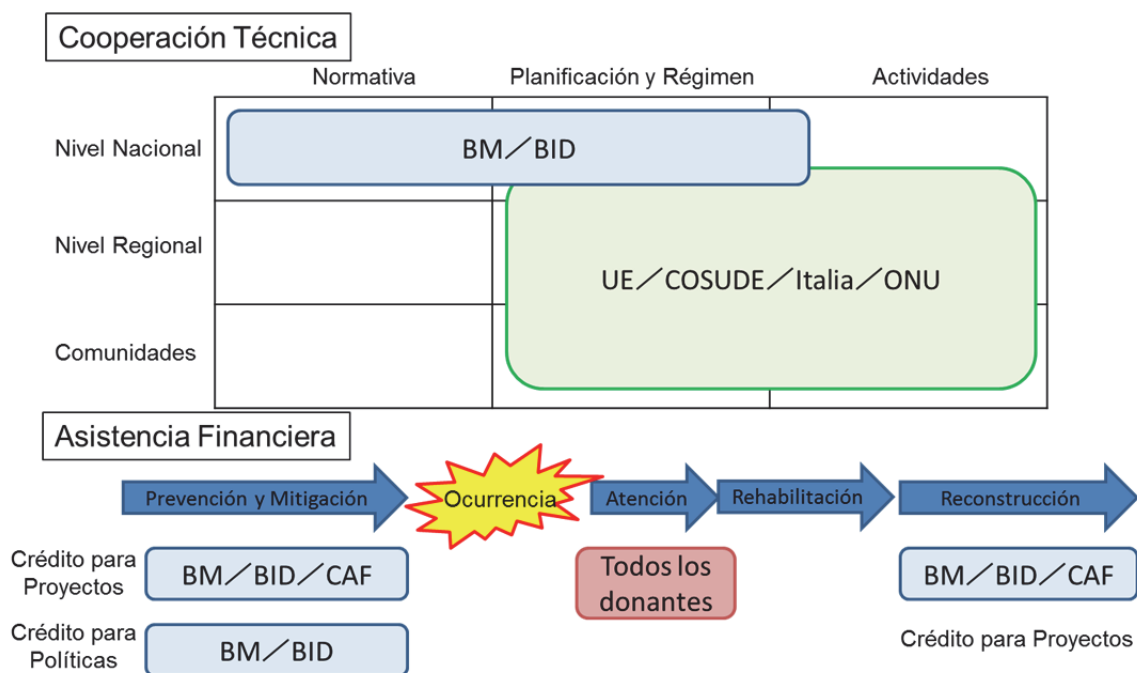 Cooperación Técnica
Normativa
Planificación y Régimen
Actividades
Nivel Nacional
BM／BID
Nivel Regional
UE／COSUDE／Italia／ONU
Comunidades
Asistencia Financiera
Prevención y Mitigación
Ocurrencia
Atención
Rehabilitación
Reconstrucción
Crédito para
Proyectos
BM／BID／CAF
Todos los
donantes
BM／BID／CAF
Crédito para
Políticas
BM／BID
Crédito para Proyectos